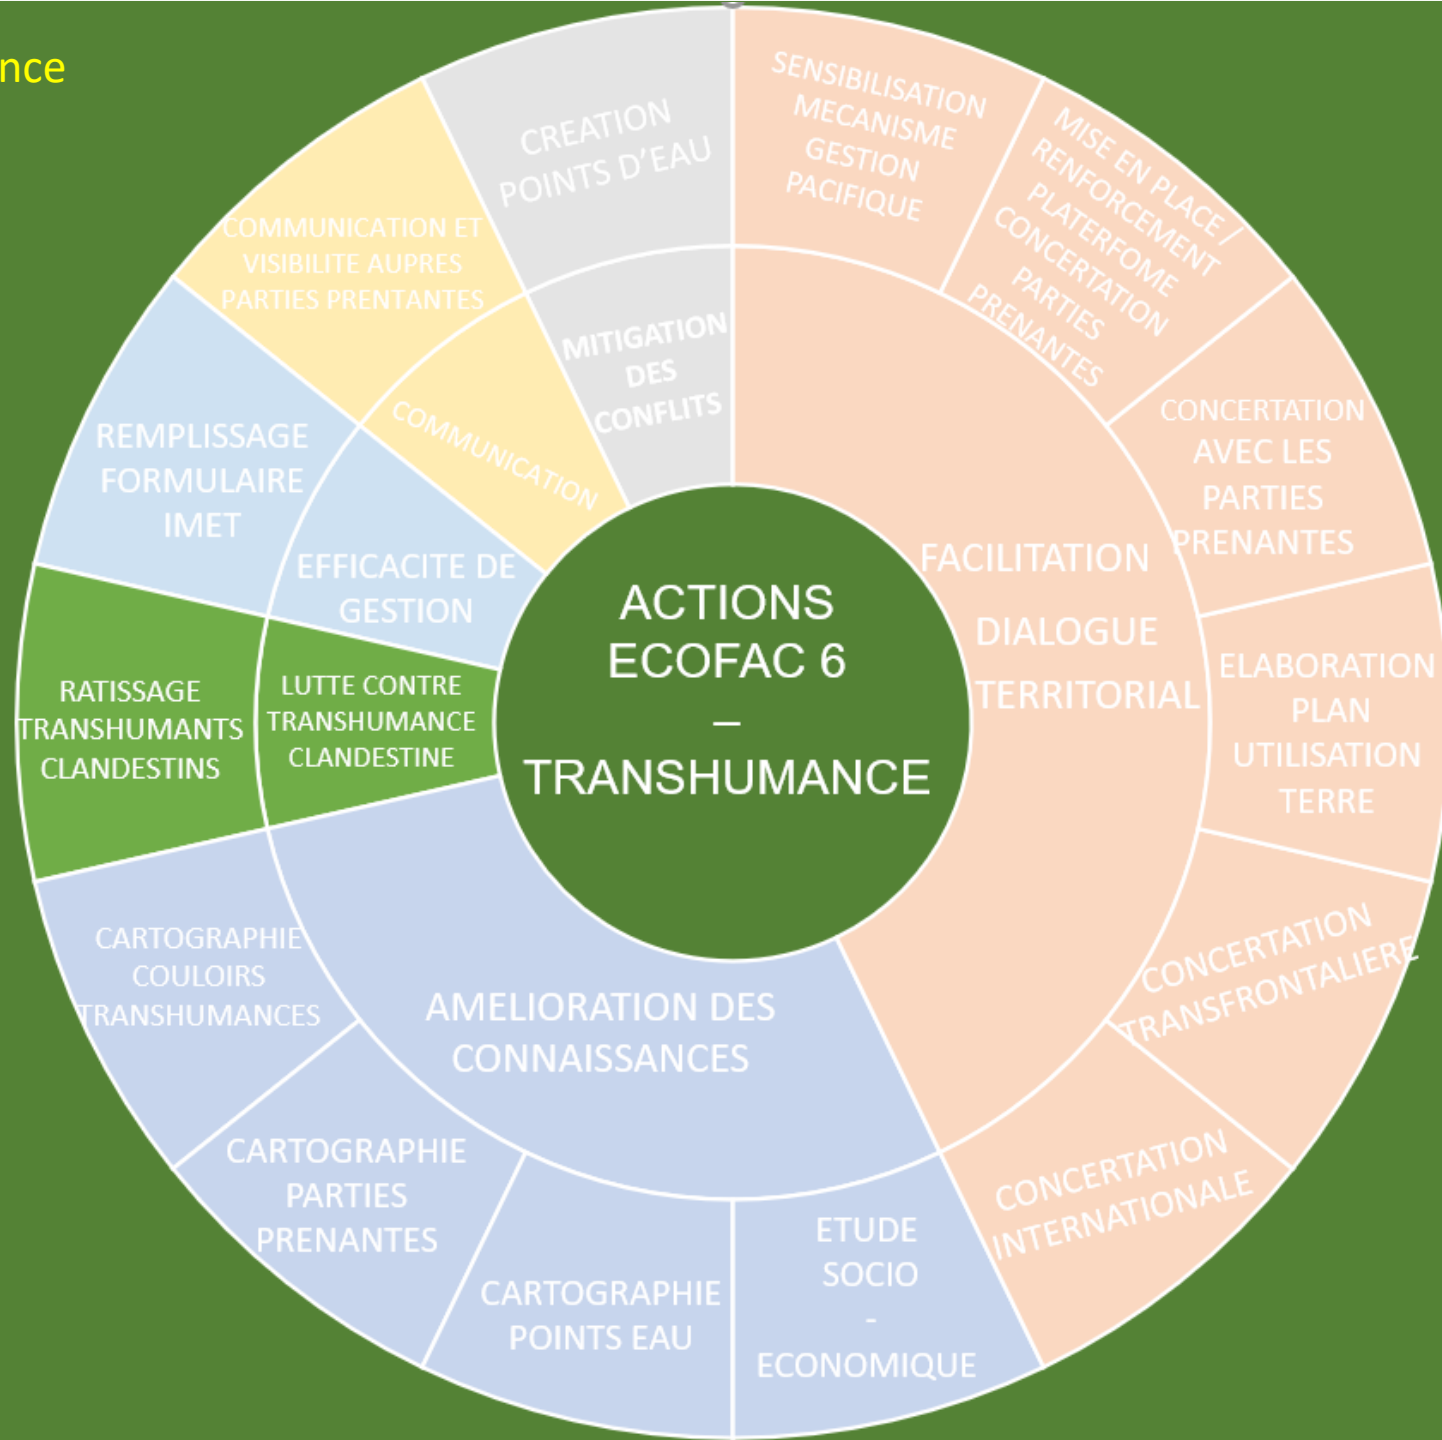 nce
CREATION
POINTS D'EAU
SENSIBILISATION
MECANISME
GESTION
PACIFIQUE
MISE EN PLACE /
RENFORCEMENT
PLATERFOME
CONCERTATION
PARTIES
PRENANTES
COMMUNICATION ET
VISIBILITE AUPRES
PARTIES PRENTANTES
MITIGATION
DES
CONFLITS
COMMUNICATION
CONCERTATION
AVEC LES
PARTIES
PRENANTES
REMPLISSAGE
FORMULAIRE
IMET
EFFICACITE DE
GESTION
FACILITATION
DIALOGUE
TERRITORIAL
ACTIONS
ECOFAC 6
–
TRANSHUMANCE
ELABORATION
PLAN
UTILISATION
TERRE
RATISSAGE
TRANSHUMANTS
CLANDESTINS
LUTTE CONTRE
TRANSHUMANCE
CLANDESTINE
CONCERTATION
TRANSFRONTALIERE
CARTOGRAPHIE
COULOIRS
TRANSHUMANCES
AMELIORATION DES
CONNAISSANCES
CARTOGRAPHIE
PARTIES
PRENANTES
CONCERTATION
INTERNATIONALE
CARTOGRAPHIE
POINTS EAU
ETUDE
SOCIO
-
ECONOMIQUE